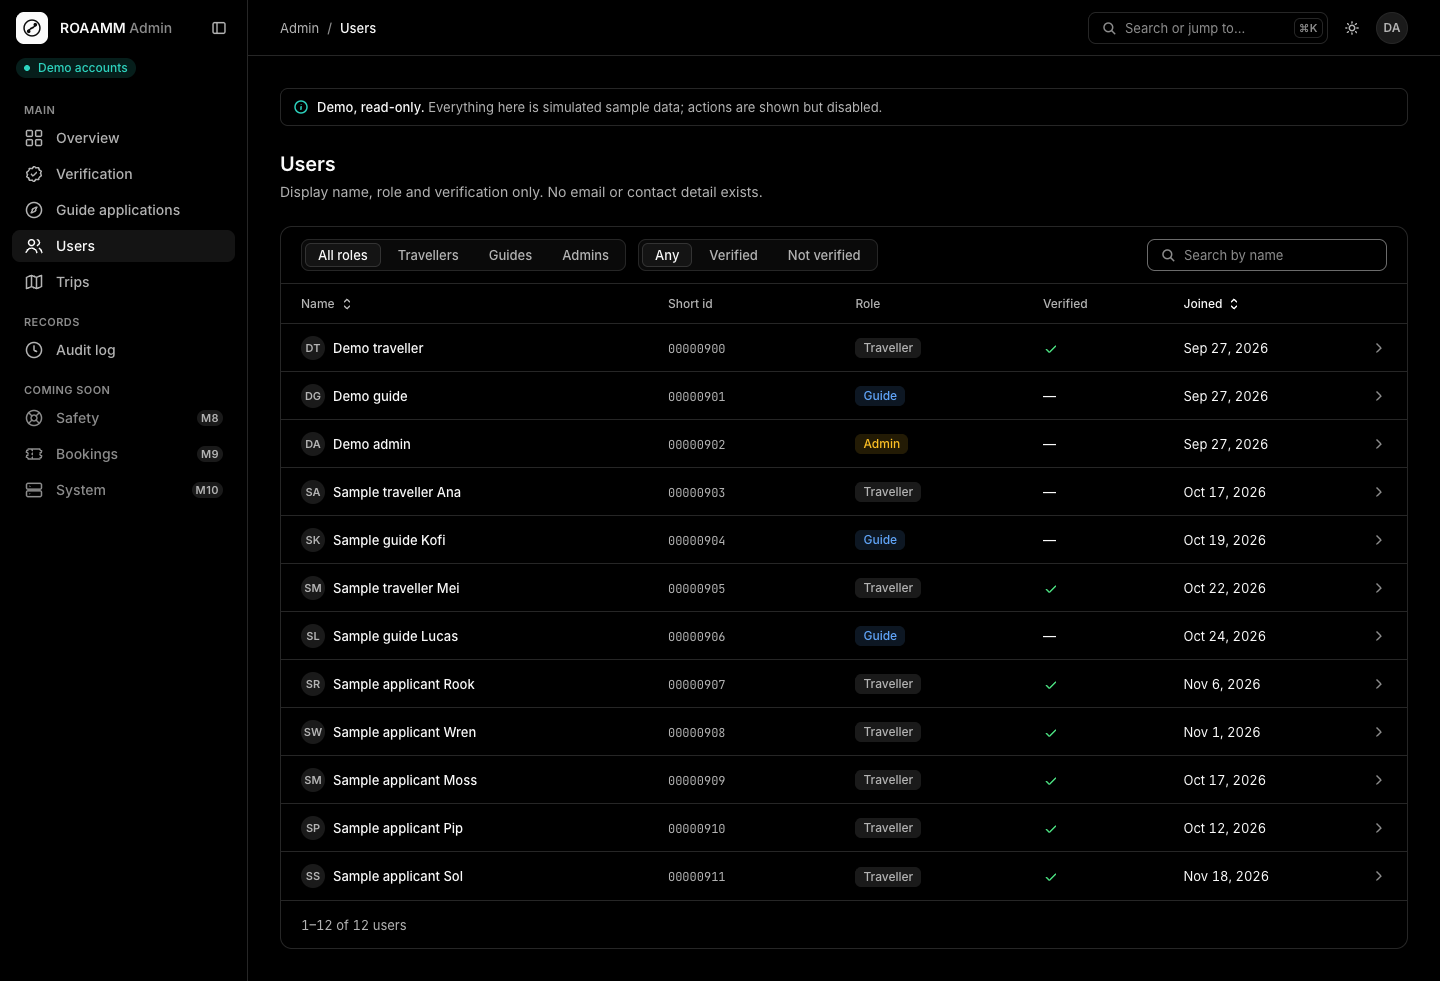 ROAAMM Admin
Demo accounts
MAIN
Overview
Verification
Guide applications
Users
Trips
RECORDS
Audit log
COMING SOON
Safety M8
Bookings M9
System M10
Admin / Users
Search or jump to... ⌘K
DA
Demo, read-only. Everything here is simulated sample data; actions are shown but disabled.
Users
Display name, role and verification only. No email or contact detail exists.
All roles Travellers Guides Admins Any Verified Not verified Search by name
Name Short id Role Verified Joined
DT Demo traveller 00000900 Traveller Sep 27, 2026
DG Demo guide 00000901 Guide — Sep 27, 2026
DA Demo admin 00000902 Admin — Sep 27, 2026
SA Sample traveller Ana 00000903 Traveller — Oct 17, 2026
SK Sample guide Kofi 00000904 Guide — Oct 19, 2026
SM Sample traveller Mei 00000905 Traveller Oct 22, 2026
SL Sample guide Lucas 00000906 Guide — Oct 24, 2026
SR Sample applicant Rook 00000907 Traveller Nov 6, 2026
SW Sample applicant Wren 00000908 Traveller Nov 1, 2026
SM Sample applicant Moss 00000909 Traveller Oct 17, 2026
SP Sample applicant Pip 00000910 Traveller Oct 12, 2026
SS Sample applicant Sol 00000911 Traveller Nov 18, 2026
1–12 of 12 users